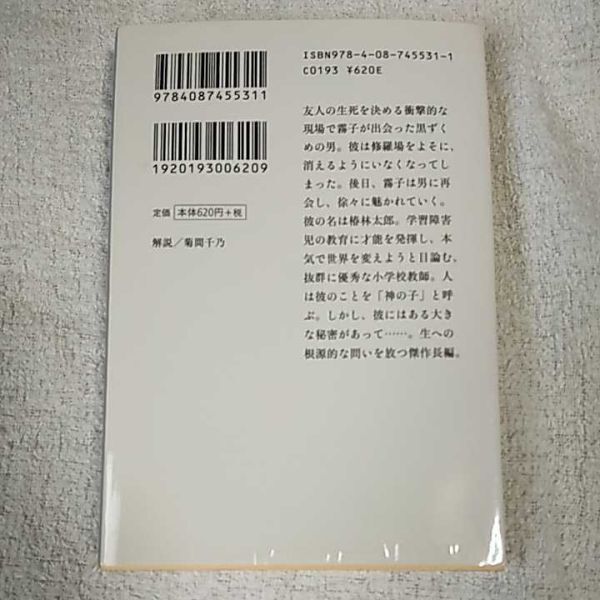 ISBN978-4-08-745531-1
C0193 ¥620E
9784087455311
1920193006209
定価 本体620円+税
解説／菊間千乃
友人の生死を決める衝撃的な
現場で霧子が出会った黒ずく
めの男。彼は修羅場をよそに、
消えるようにいなくなってし
まった。後日、霧子は男に再
会し、徐々に魅かれていく。
彼の名は椿林太郎。学習障害
児の教育に才能を発揮し、本
気で世界を変えようと目論む、
抜群に優秀な小学校教師。人
は彼のことを「神の子」と呼
ぶ。しかし、彼にはある大き
な秘密があって……。生への
根源的な問いを放つ傑作長編。